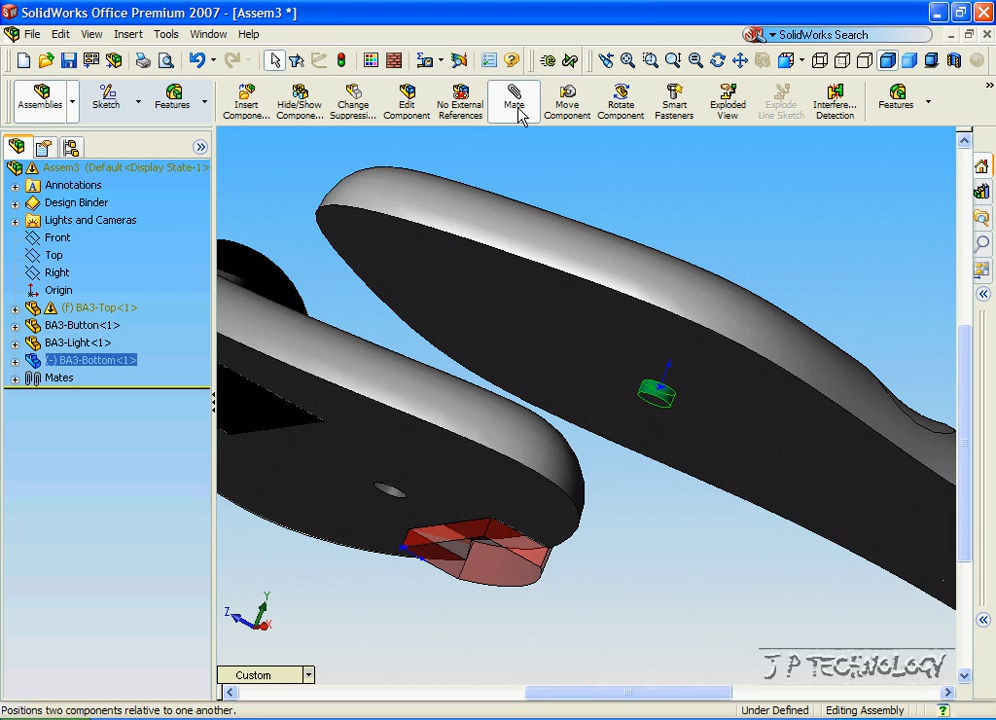 SolidWorks Office Premium 2007 - [Assem3 *]
File Edit View Insert Tools Window Help
SolidWorks Search
Assemblies Sketch Features
Insert Compone... Hide/Show Compone... Change Suppressi... Edit Component No External References Mate Move Component Rotate Component Smart Fasteners Exploded View Explode Line Sketch Interfere... Detection Features
Assem3 (Default<Display State-1>
Annotations
Design Binder
Lights and Cameras
Front
Top
Right
Origin
(f) BA3-Top<1>
BA3-Button<1>
BA3-Light<1>
(-) BA3-Bottom<1>
Mates
Y
Z
X
Custom
J P TECHNOLOGY
Positions two components relative to one another.
Under Defined Editing Assembly